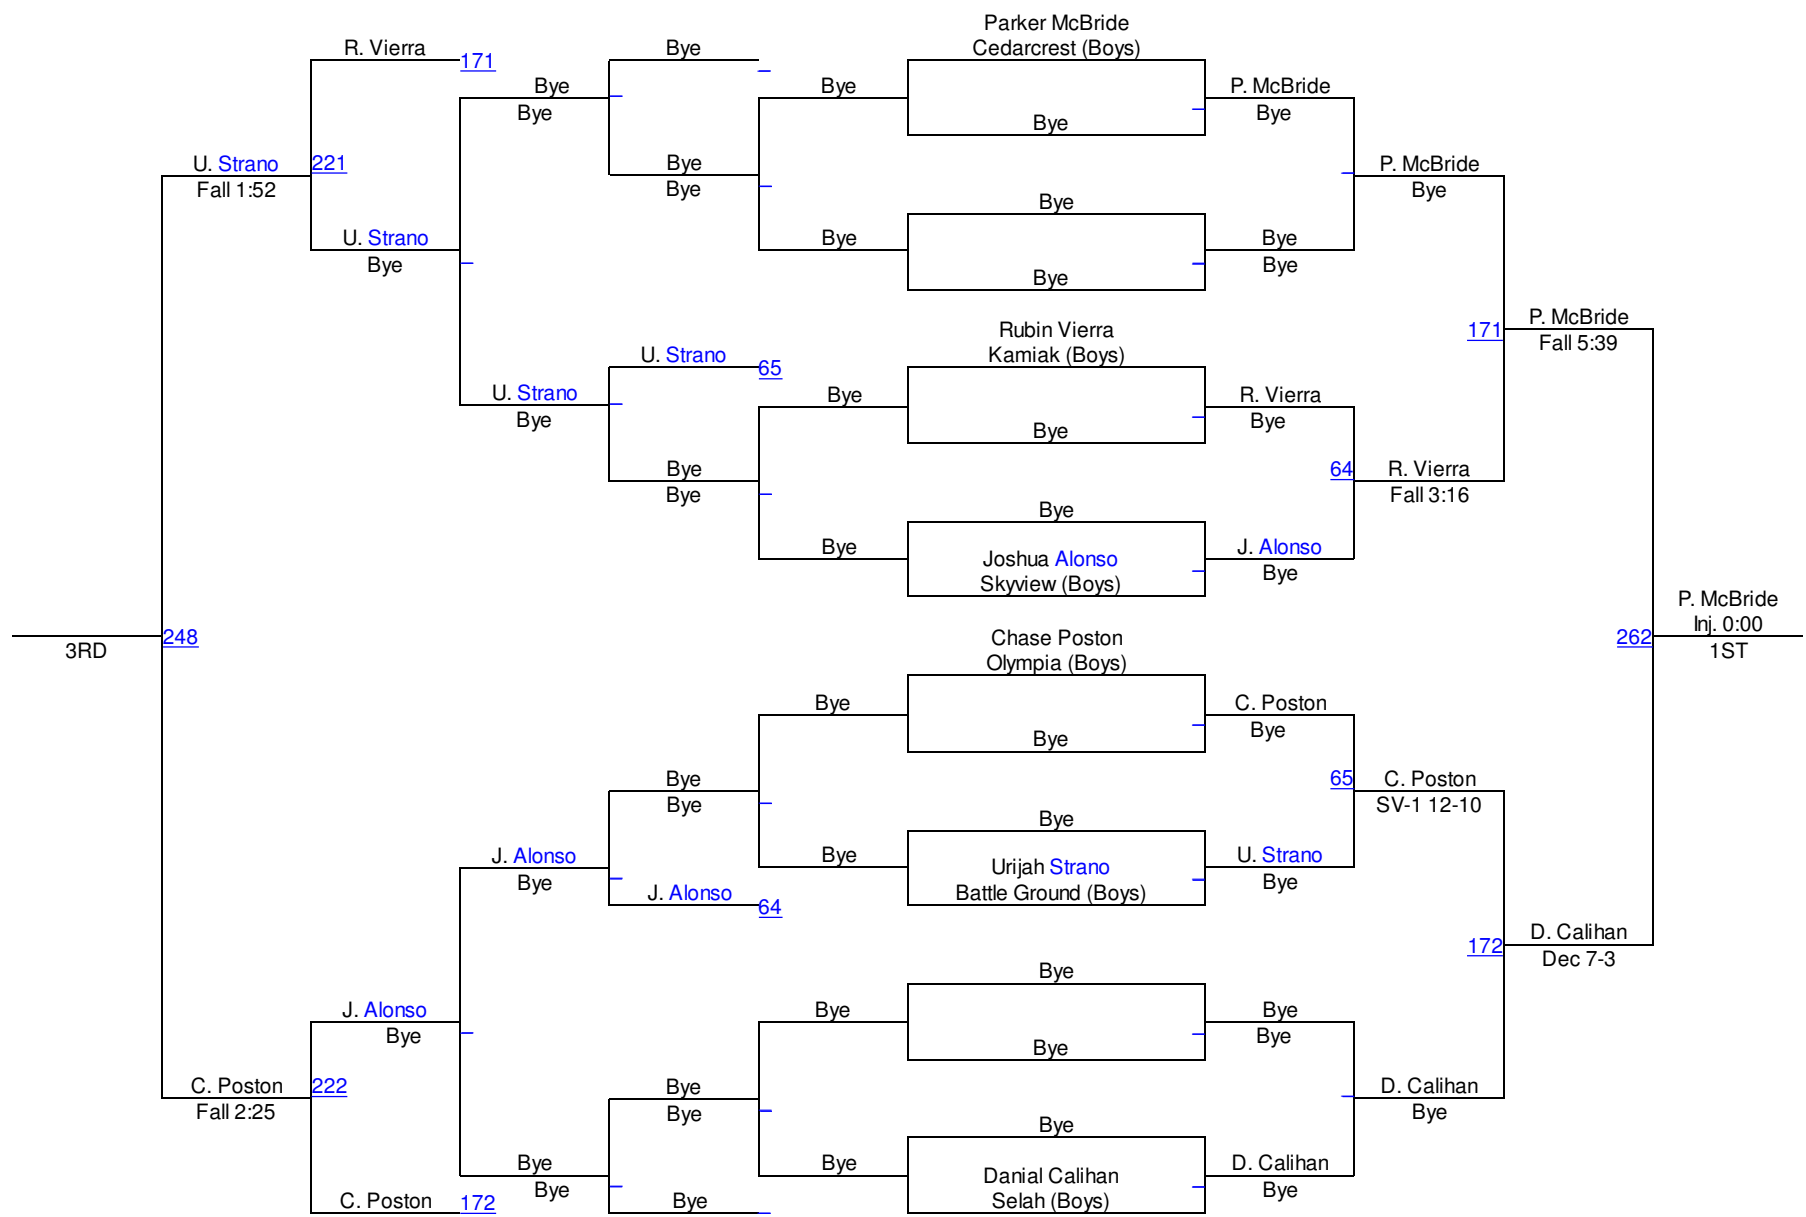 Parker McBride
R. Vierra
Bye
Cedarcrest (Boys)
171
Bye
Bye
P. McBride
Bye
Bye
Bye
U. Strano
221
Bye
P. McBride
Fall 1:52
Bye
Bye
Bye
U. Strano
Bye
Bye
Bye
Bye
Bye
Rubin Vierra
171
P. McBride
U. Strano
Kamiak (Boys)
Fall 5:39
65
U. Strano
Bye
R. Vierra
Bye
Bye
Bye
Bye
64
R. Vierra
Bye
Fall 3:16
Bye
Bye
Joshua Alonso
J. Alonso
Skyview (Boys)
Bye
P. McBride
248
Chase Poston
262
Inj. 0:00
3RD
Olympia (Boys)
1ST
Bye
C. Poston
Bye
Bye
Bye
65
C. Poston
Bye
SV-1 12-10
Bye
J. Alonso
Bye
Urijah Strano
U. Strano
Bye
J. Alonso
64
Battle Ground (Boys)
Bye
172
D. Calihan
Dec 7-3
Bye
J. Alonso
Bye
Bye
Bye
Bye
Bye
C. Poston
222
Bye
D. Calihan
Fall 2:25
Bye
Bye
Bye
Bye
Bye
Danial Calihan
D. Calihan
Bye
Bye
C. Poston
172
Bye
Selah (Boys)